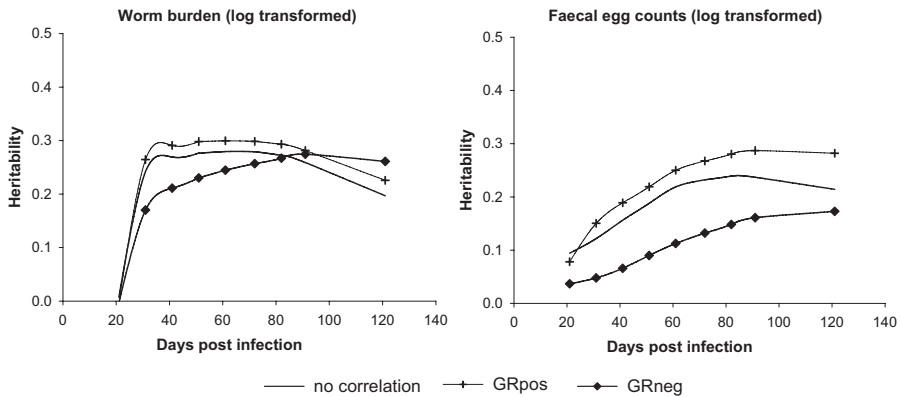 Worm burden (log transformed)
Heritability
0.5
0.4
0.3
0.2
0.1
0.0
0 20 40 60 80 100 120 140
Days post infection
Faecal egg counts (log transformed)
Heritability
0.5
0.4
0.3
0.2
0.1
0.0
0 20 40 60 80 100 120 140
Days post infection
no correlation GRpos GRneg